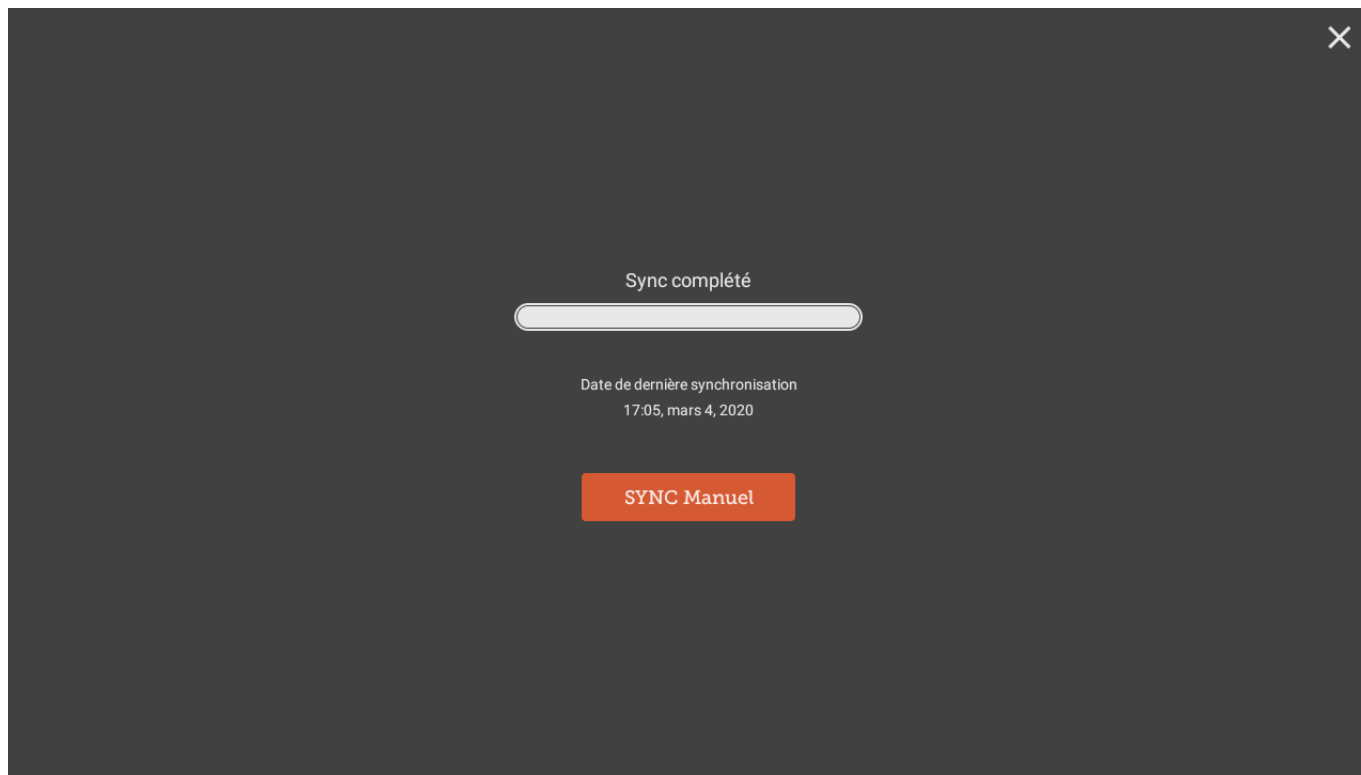 Sync complété
Date de dernière synchronisation
17:05, mars 4, 2020
SYNC Manuel